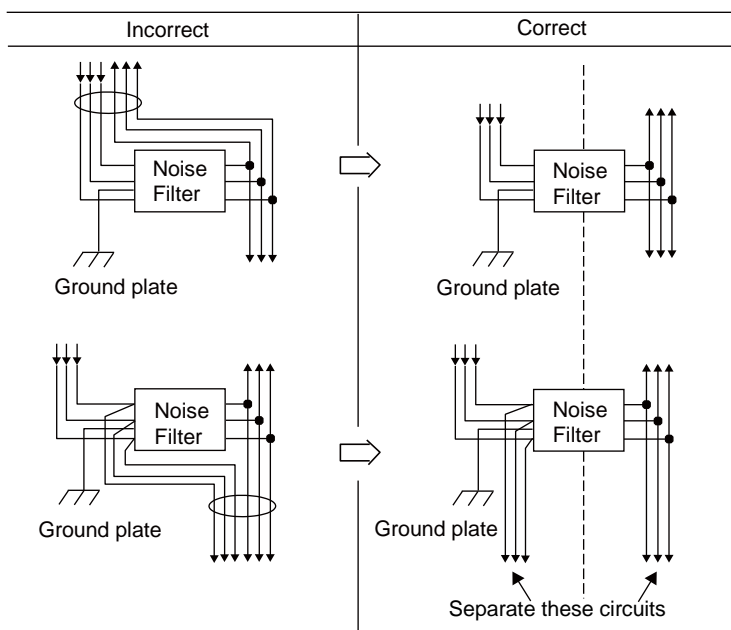 Incorrect
Correct
Noise
Filter
Ground plate
Noise
Filter
Ground plate
Noise
Filter
Ground plate
Noise
Filter
Ground plate
Separate these circuits